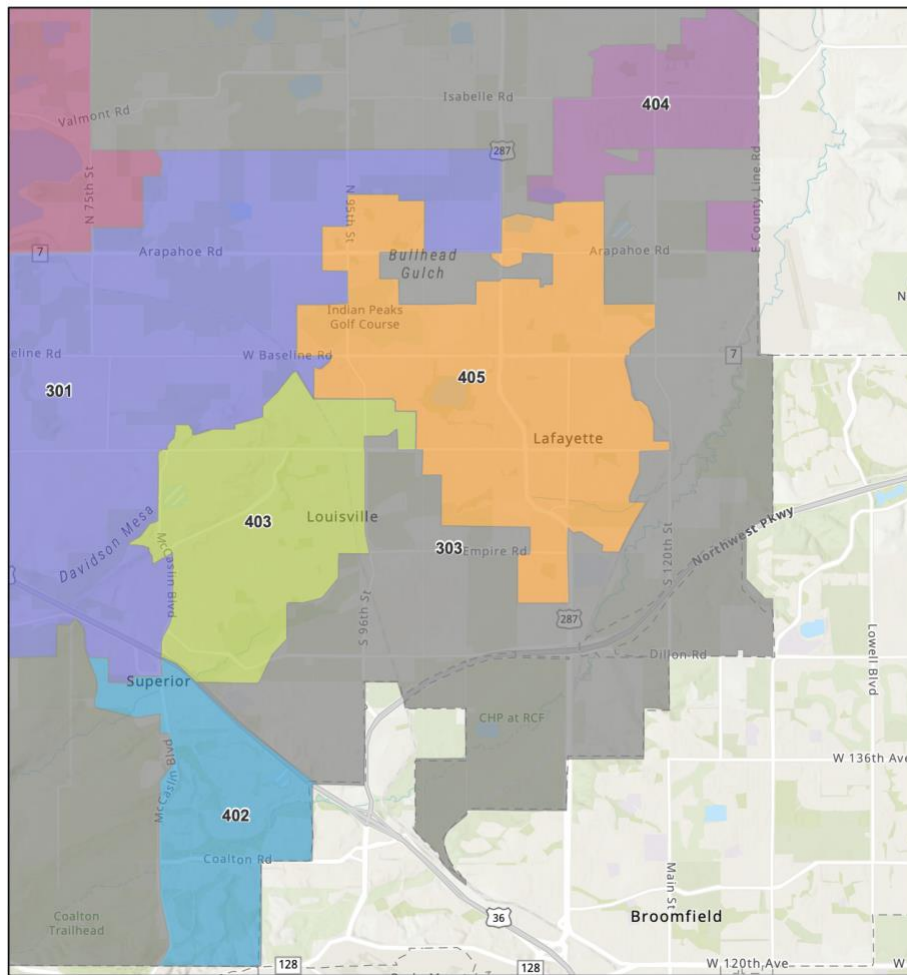 404
Isabelle Rd
Valmont Rd
287
N 75th St
N 95th St
E County Line Rd
7
Arapahoe Rd
Bullhead
Gulch
Arapahoe Rd
N
Indian Peaks
Golf Course
eline Rd
W Baseline Rd
7
301
405
Lafayette
403
Louisville
Davidson Mesa
McCaslin Blvd
303
Empire Rd
S 96th St
S 120th St
Northwest Pkwy
287
Dillon Rd
Lowell Blvd
Superior
CHP at RCF
McCaslin Blvd
W 136th Ave
402
Coalton Rd
Main St
Coalton
Trailhead
36
Broomfield
128
128
W 120th Ave
W